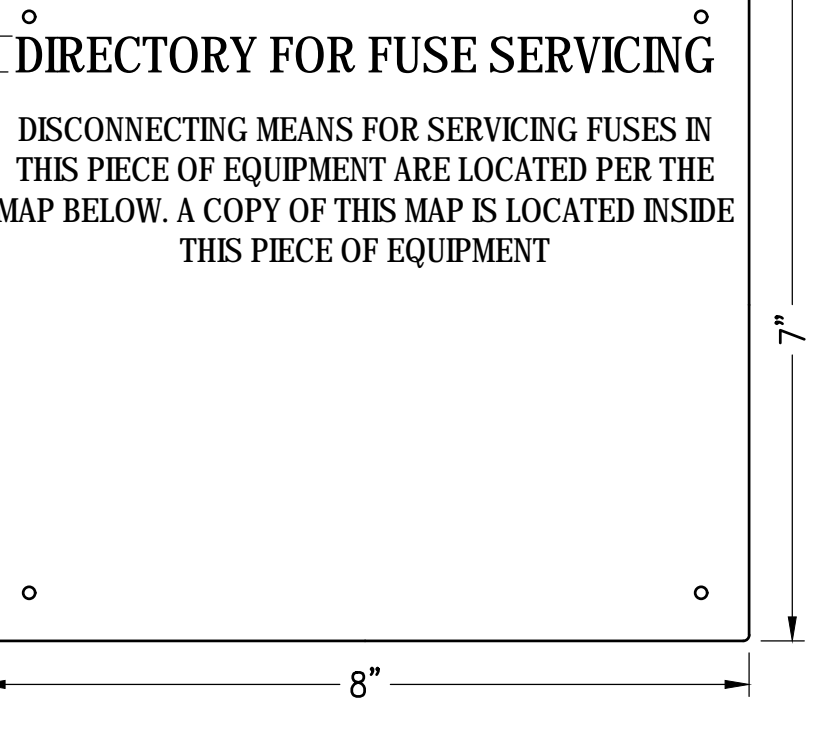 DIRECTORY FOR FUSE SERVICING
DISCONNECTING MEANS FOR SERVICING FUSES IN
THIS PIECE OF EQUIPMENT ARE LOCATED PER THE
MAP BELOW. A COPY OF THIS MAP IS LOCATED INSIDE
THIS PIECE OF EQUIPMENT
7”
8”